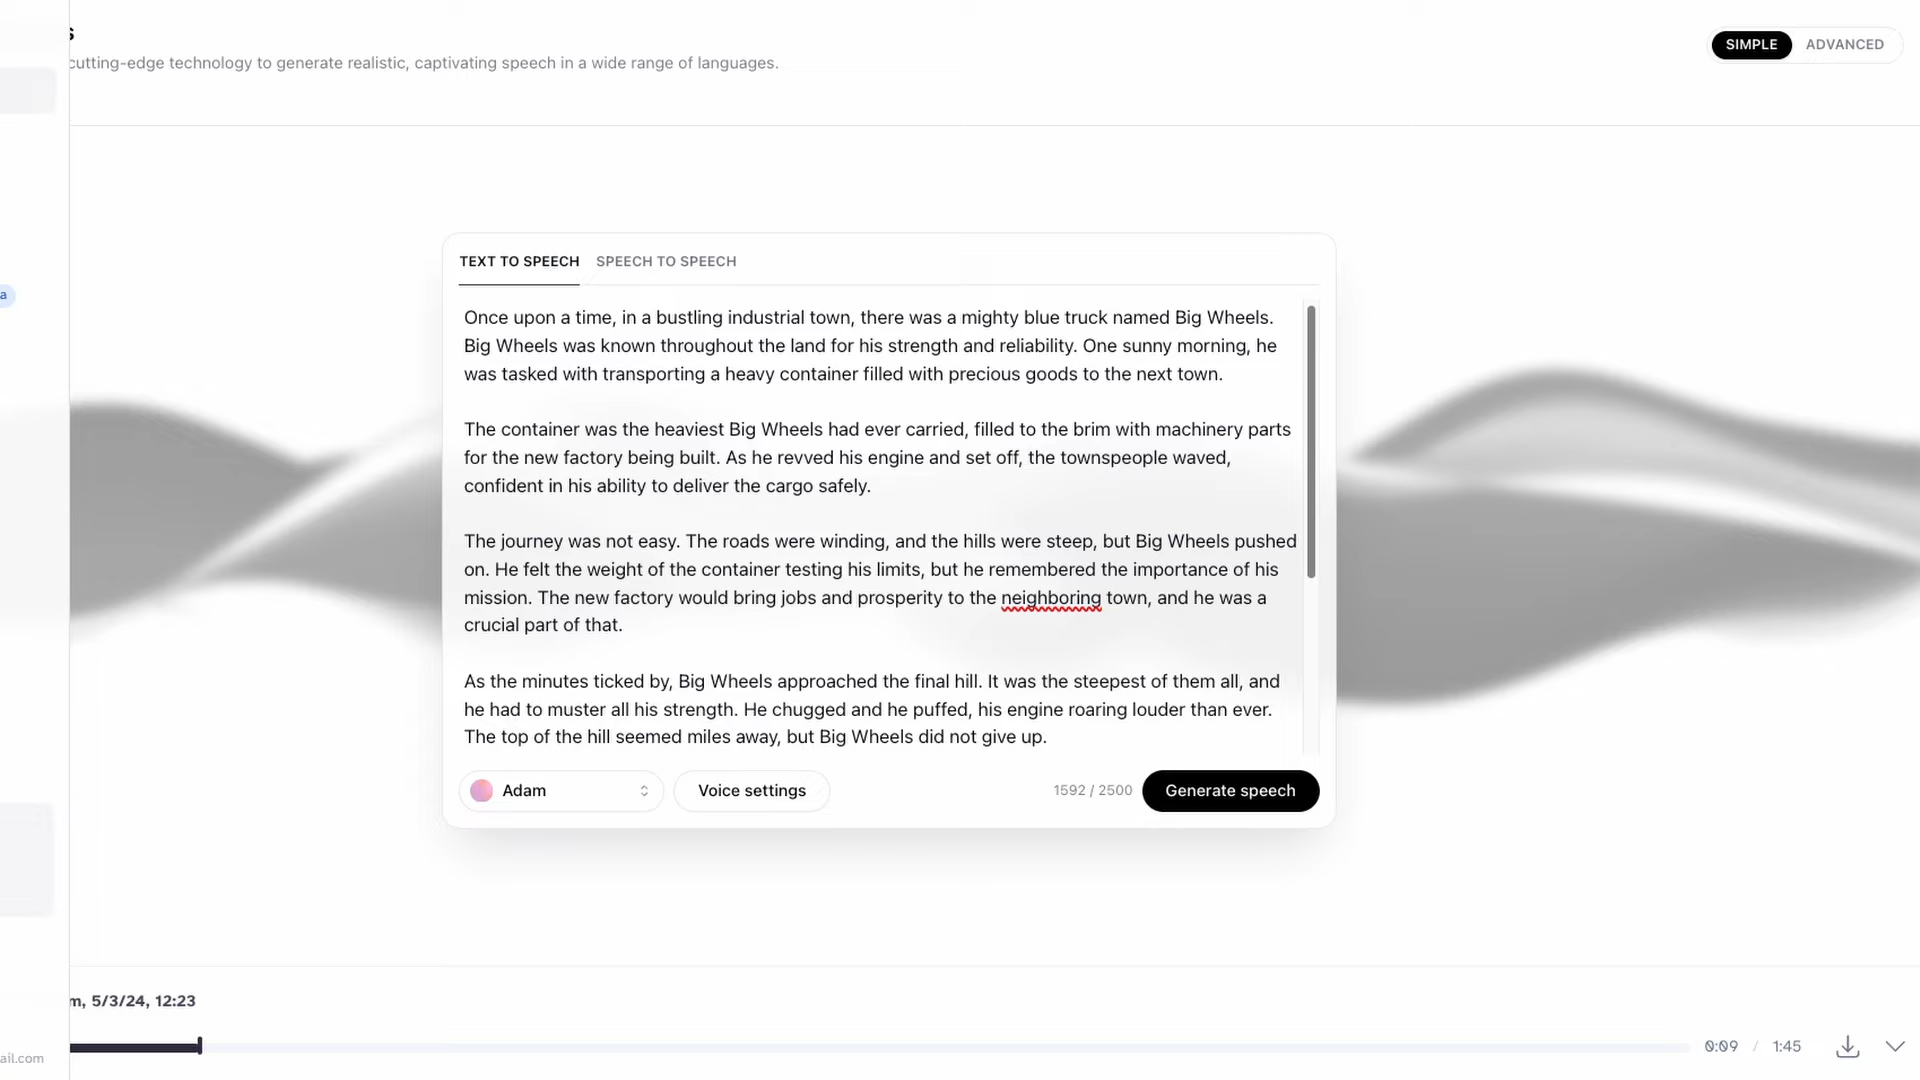 cutting-edge technology to generate realistic, captivating speech in a wide range of languages.
SIMPLE ADVANCED
TEXT TO SPEECH SPEECH TO SPEECH
Once upon a time, in a bustling industrial town, there was a mighty blue truck named Big Wheels.
Big Wheels was known throughout the land for his strength and reliability. One sunny morning, he
was tasked with transporting a heavy container filled with precious goods to the next town.
The container was the heaviest Big Wheels had ever carried, filled to the brim with machinery parts
for the new factory being built. As he revved his engine and set off, the townspeople waved,
confident in his ability to deliver the cargo safely.
The journey was not easy. The roads were winding, and the hills were steep, but Big Wheels pushed
on. He felt the weight of the container testing his limits, but he remembered the importance of his
mission. The new factory would bring jobs and prosperity to the neighboring town, and he was a
crucial part of that.
As the minutes ticked by, Big Wheels approached the final hill. It was the steepest of them all, and
he had to muster all his strength. He chugged and he puffed, his engine roaring louder than ever.
The top of the hill seemed miles away, but Big Wheels did not give up.
Adam Voice settings 1592 / 2500 Generate speech
m, 5/3/24, 12:23
ail.com
0:09 / 1:45